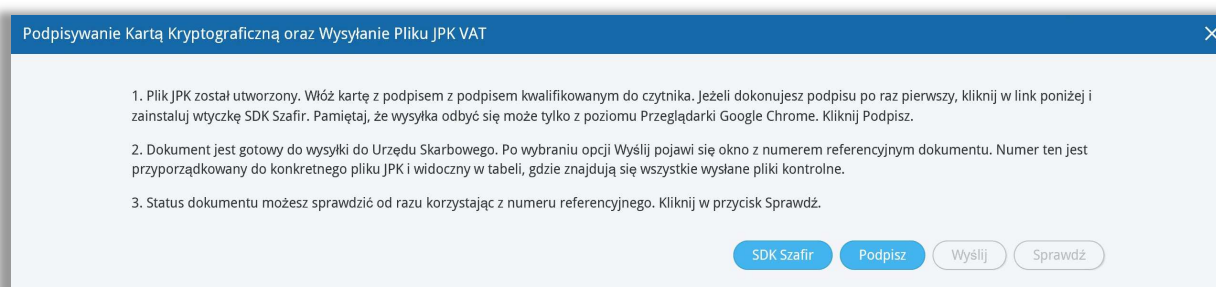 Podpisywanie Kartą Kryptograficzną oraz Wysyłanie Pliku JPK VAT
1. Plik JPK został utworzony. Włóż kartę z podpisem z podpisem kwalifikowanym do czytnika. Jeżeli dokonujesz podpisu po raz pierwszy, kliknij w link poniżej i
zainstaluj wtyczkę SDK Szafir. Pamiętaj, że wysyłka odbyć się może tylko z poziomu Przeglądarki Google Chrome. Kliknij Podpisz.
2. Dokument jest gotowy do wysyłki do Urzędu Skarbowego. Po wybraniu opcji Wyślij pojawi się okno z numerem referencyjnym dokumentu. Numer ten jest
przyporządkowany do konkretnego pliku JPK i widoczny w tabeli, gdzie znajdują się wszystkie wysłane pliki kontrolne.
3. Status dokumentu możesz sprawdzić od razu korzystając z numeru referencyjnego. Kliknij w przycisk Sprawdź.
SDK Szafir Podpisz Wyślij Sprawdź